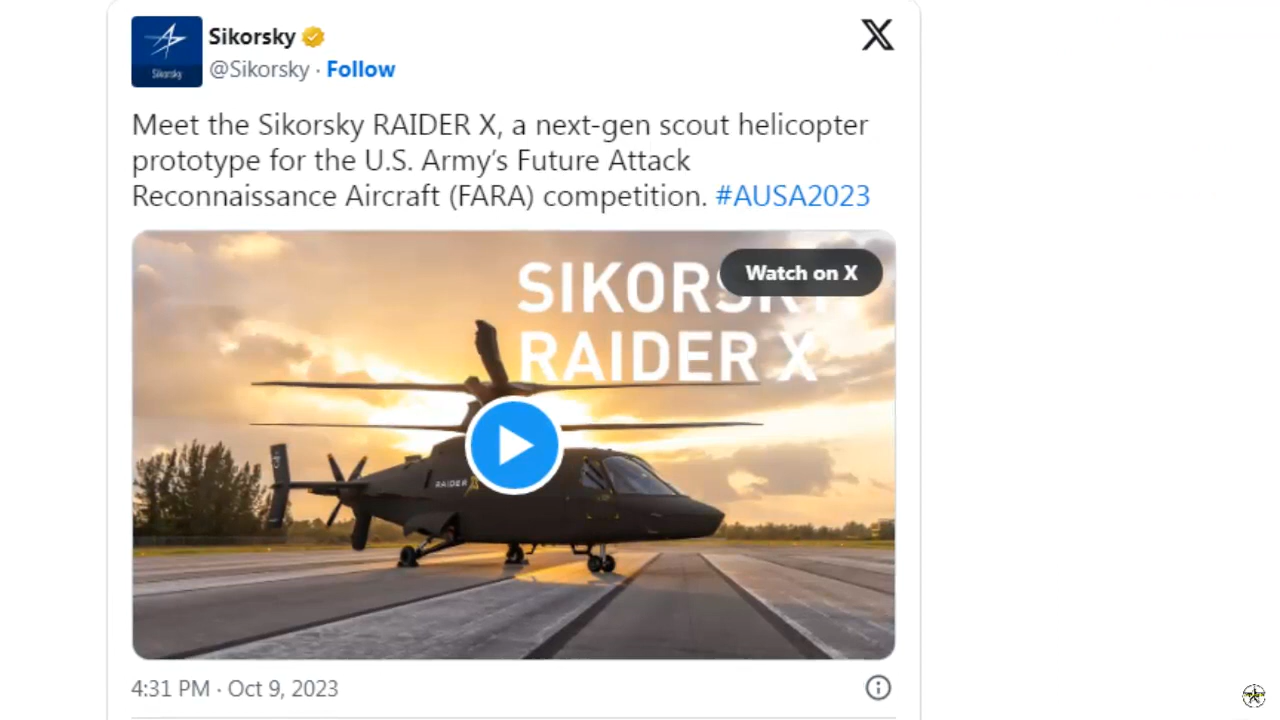 Sikorsky
Sikorsky
@Sikorsky · Follow
Meet the Sikorsky RAIDER X, a next-gen scout helicopter
prototype for the U.S. Army’s Future Attack
Reconnaissance Aircraft (FARA) competition. #AUSA2023
Watch on X
SIKORSKY
RAIDER X
RAIDER X
4:31 PM · Oct 9, 2023